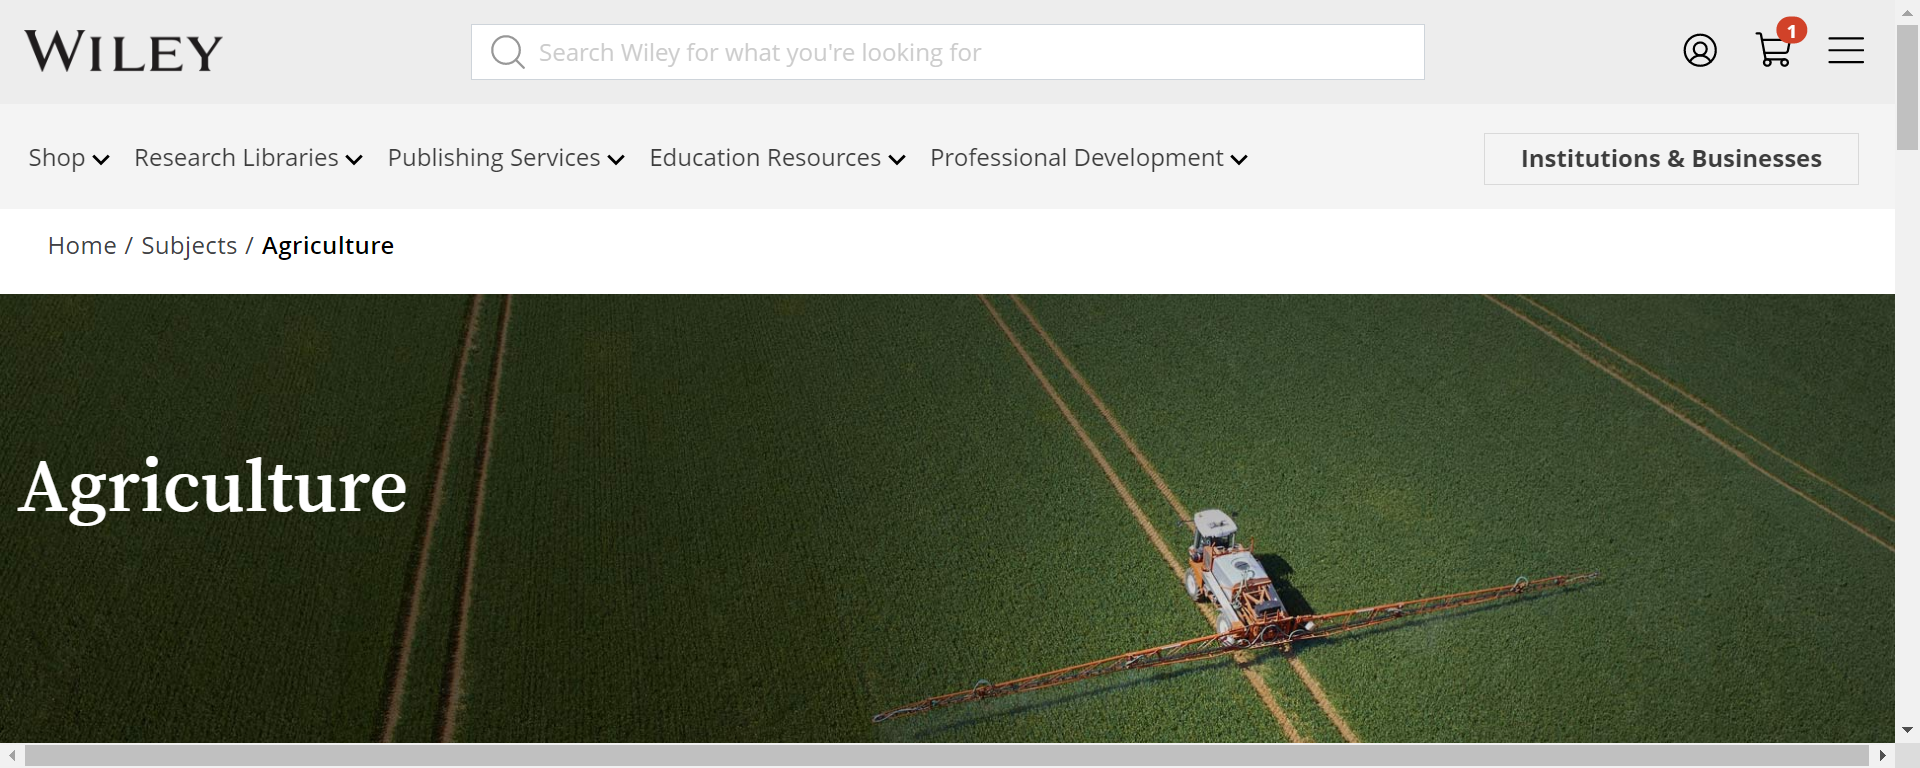 WILEY
Search Wiley for what you're looking for
1
Shop Research Libraries Publishing Services Education Resources Professional Development Institutions & Businesses
Home / Subjects / Agriculture
Agriculture